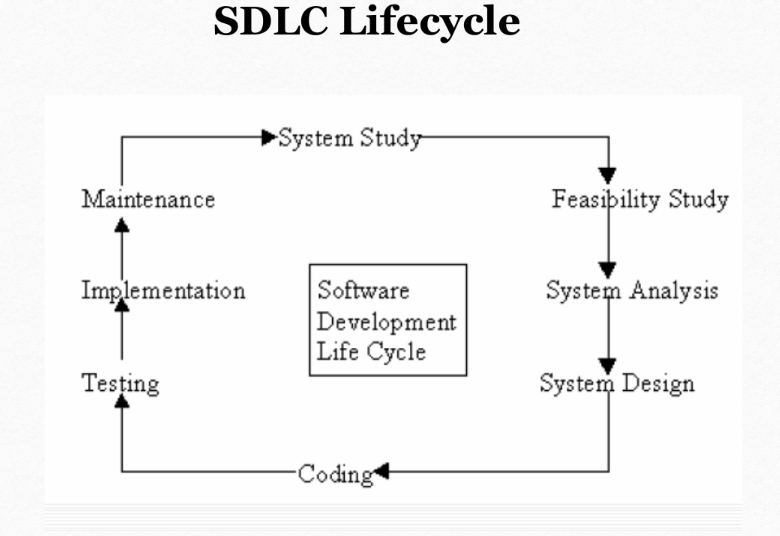 SDLC Lifecycle
System Study
Maintenance
Feasibility Study
Implementation
Software
Development
Life Cycle
System Analysis
Testing
System Design
Coding